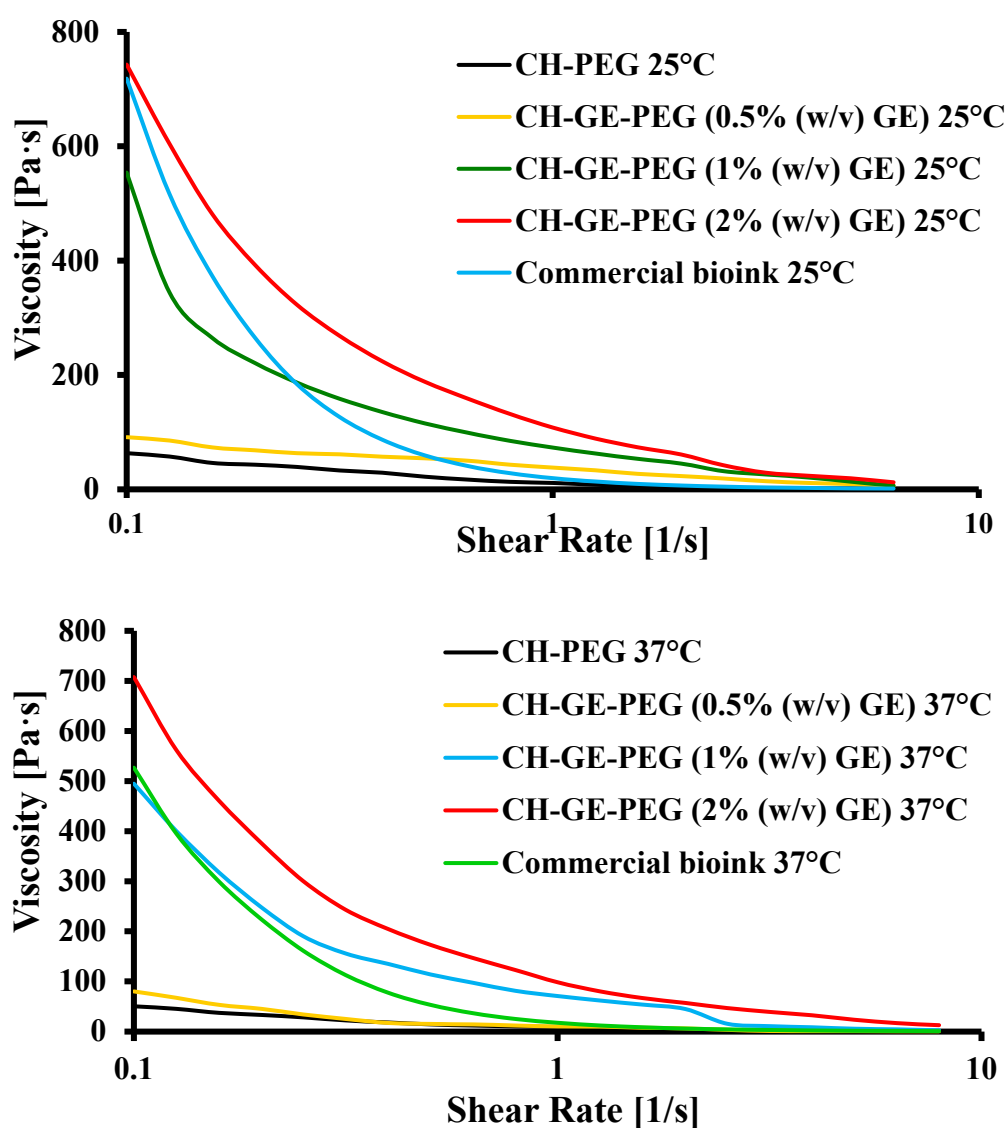 800
600
400
200
0
Viscosity [Pa·s]
CH-PEG 25°C
CH-GE-PEG (0.5% (w/v) GE) 25°C
CH-GE-PEG (1% (w/v) GE) 25°C
CH-GE-PEG (2% (w/v) GE) 25°C
Commercial bioink 25°C
0.1
1
10
Shear Rate [1/s]
800
700
600
500
400
300
200
100
0
Viscosity [Pa·s]
CH-PEG 37°C
CH-GE-PEG (0.5% (w/v) GE) 37°C
CH-GE-PEG (1% (w/v) GE) 37°C
CH-GE-PEG (2% (w/v) GE) 37°C
Commercial bioink 37°C
0.1
1
10
Shear Rate [1/s]